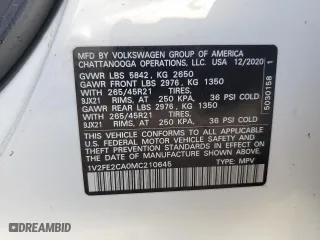 MFD. BY VOLKSWAGEN GROUP OF AMERICA
CHATTANOOGA OPERATIONS, LLC. USA 12/2020
GVWR LBS 5842, KG 2650
GAWR FRONT LBS 2976, KG 1350
WITH 265/45R21 TIRES,
9JX21 RIMS, AT 250 KPA, 36 PSI COLD
GAWR REAR LBS 2976, KG 1350
WITH 265/45R21 TIRES,
9JX21 RIMS, AT 250 KPA, 36 PSI COLD
THIS VEHICLE CONFORMS TO ALL APPLICABLE
FEDERAL MOTOR VEHICLE SAFETY
STANDARDS IN EFFECT ON THE DATE OF
MANUFACTURE SHOWN ABOVE.
1V2FE2CA0MC210645 TYPE: MPV
5030158 1
DISMISSED.COM